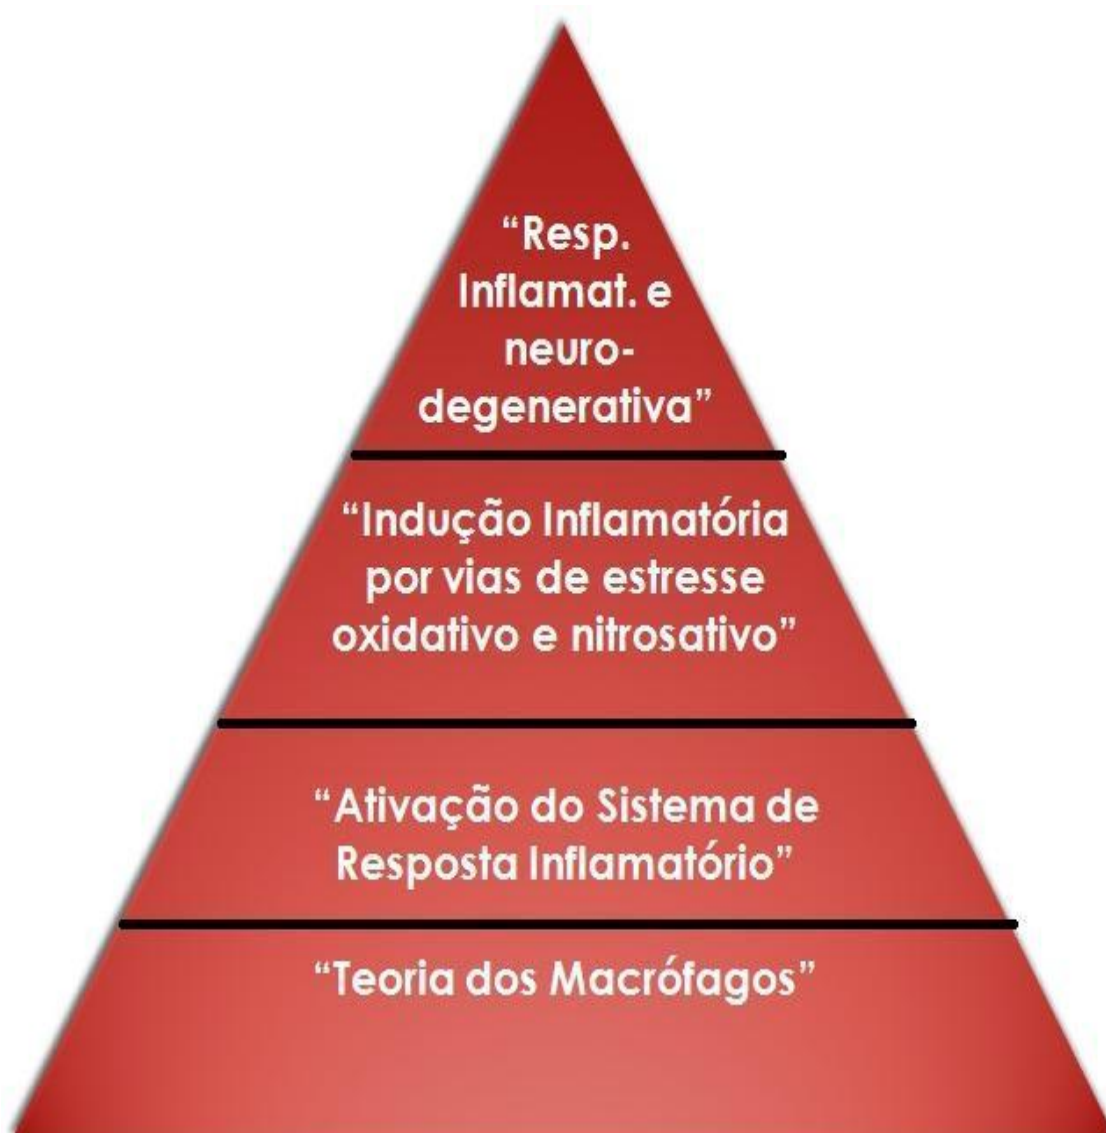 “Resp.
Inflamat. e
neuro-
degenerativa”
“Indução Inflamatória
por vias de estresse
oxidativo e nitrosativo”
“Ativação do Sistema de
Resposta Inflamatório”
“Teoria dos Macrófagos”